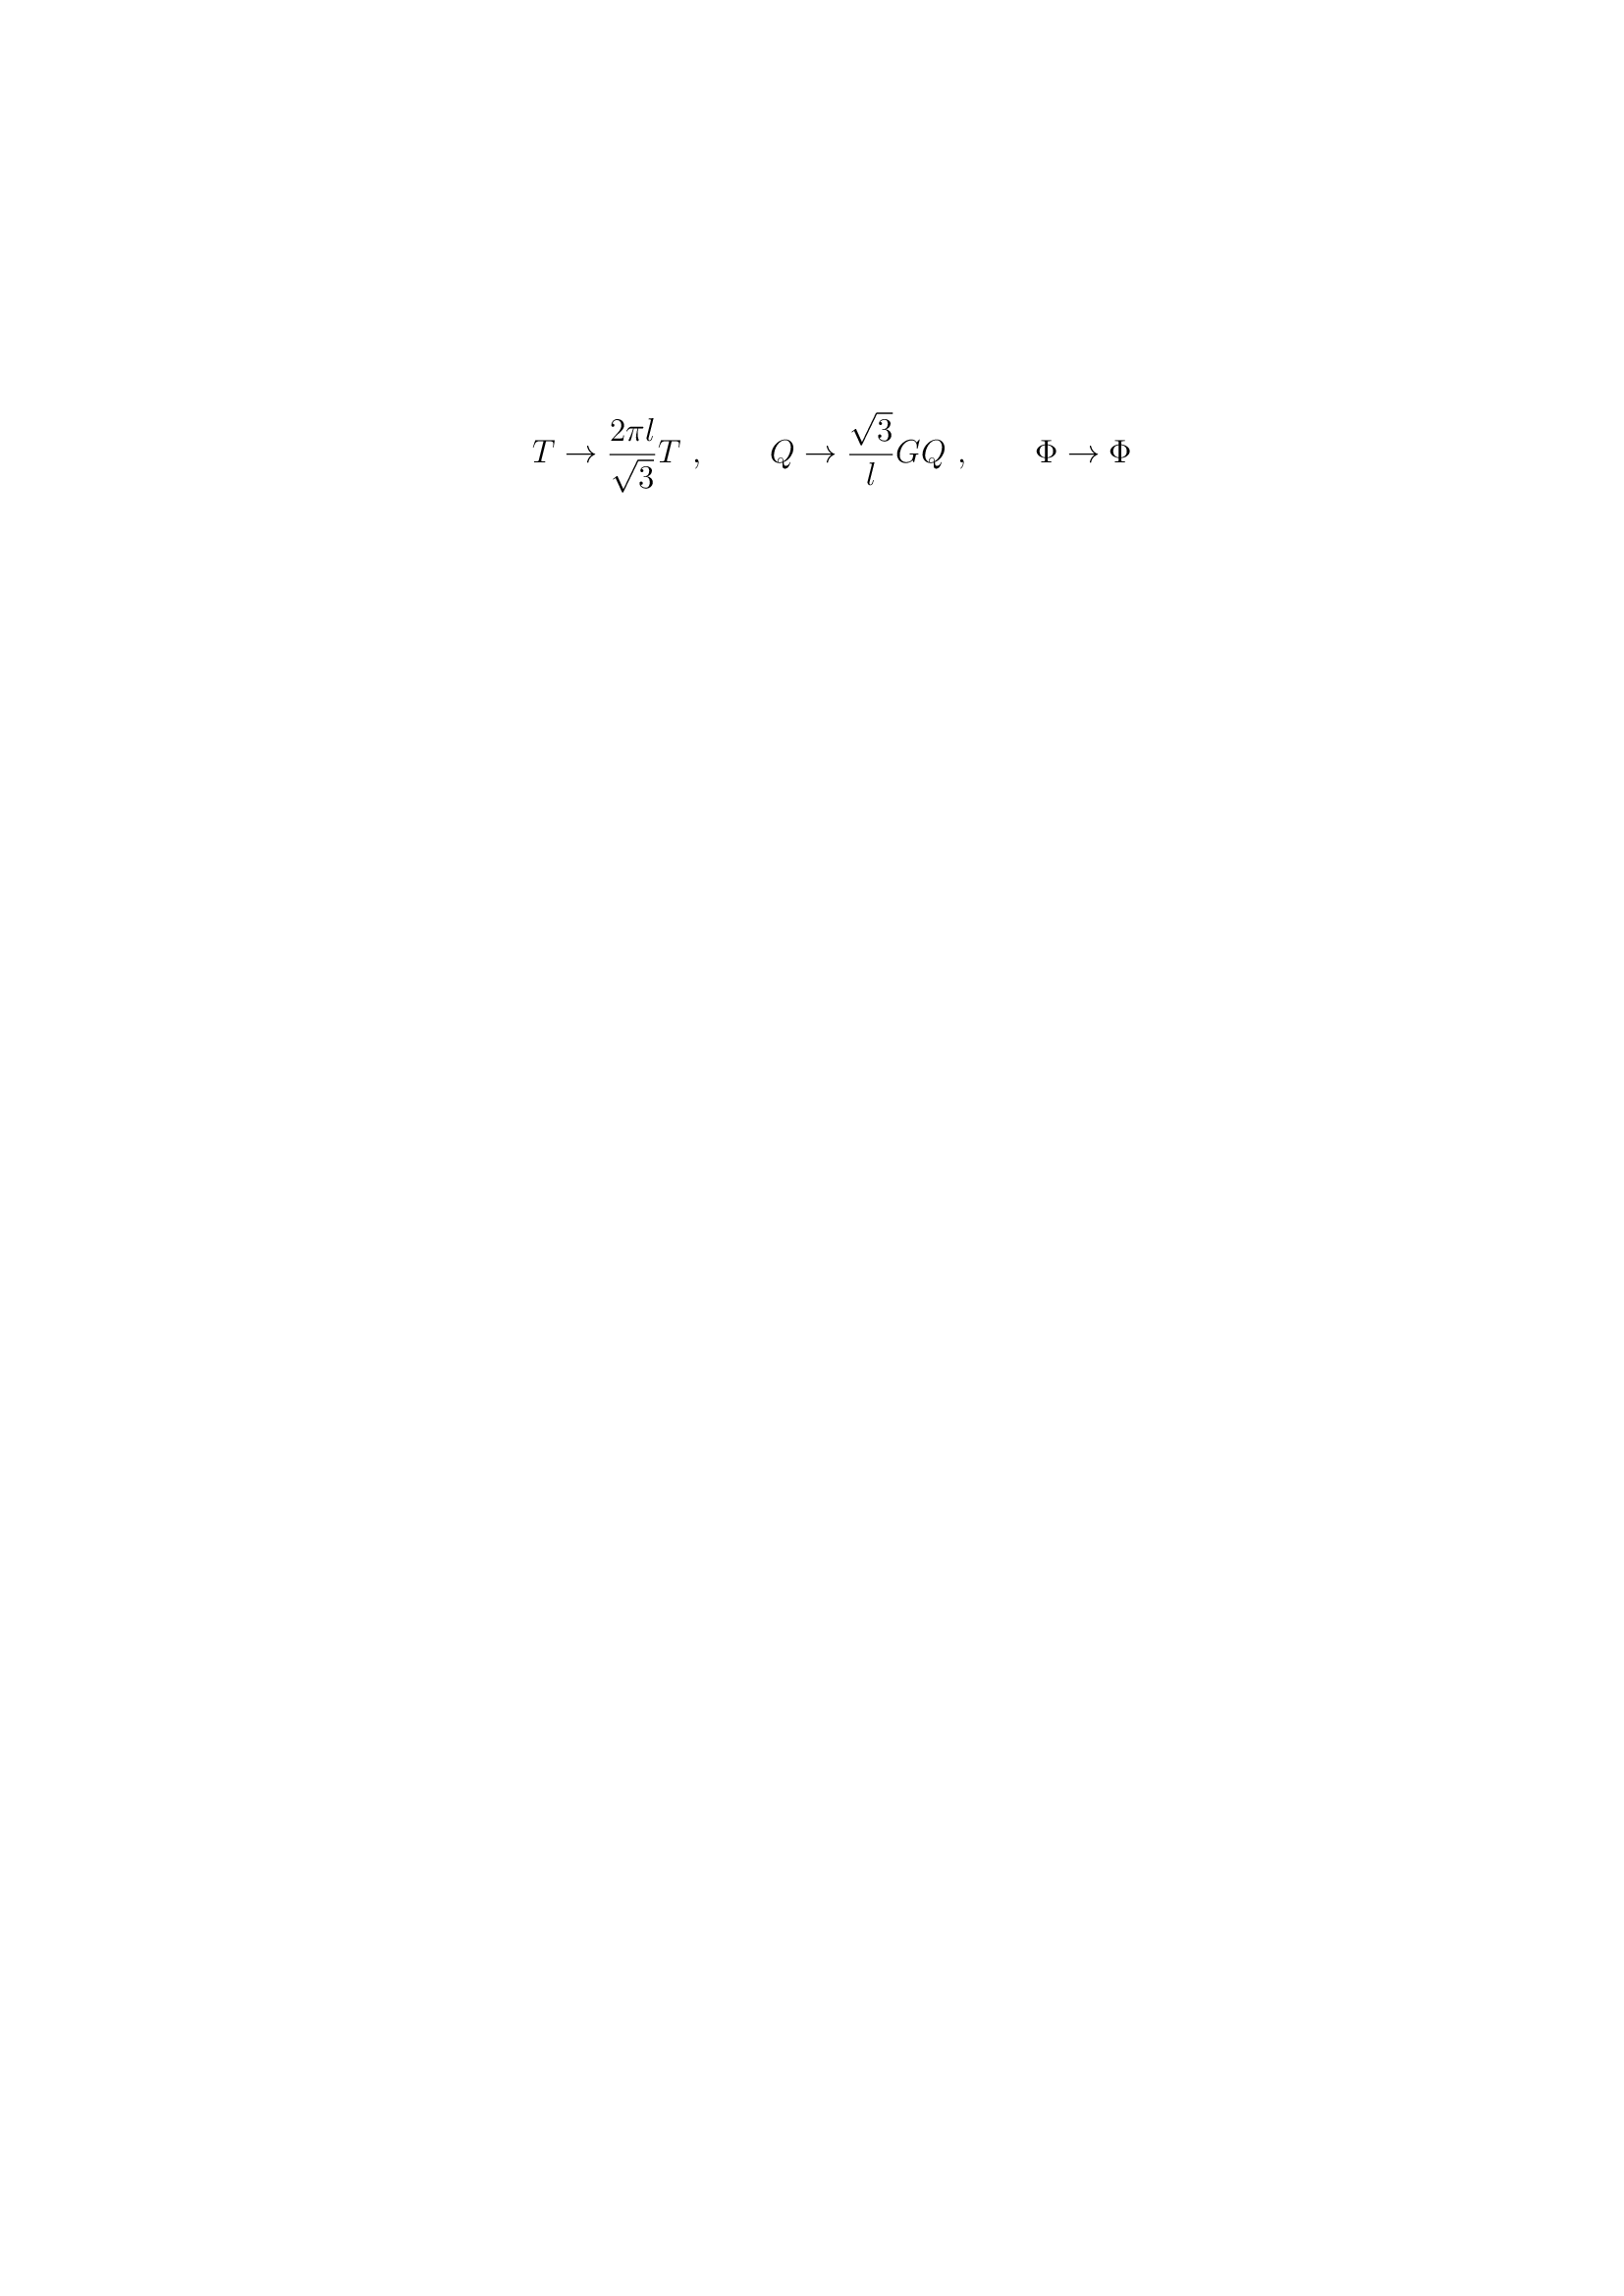 $T \to \frac{2\pi l}{\sqrt{3}} T \ , \qquad Q \to \frac{\sqrt{3}}{l} G Q \ , \qquad \Phi \to \Phi$